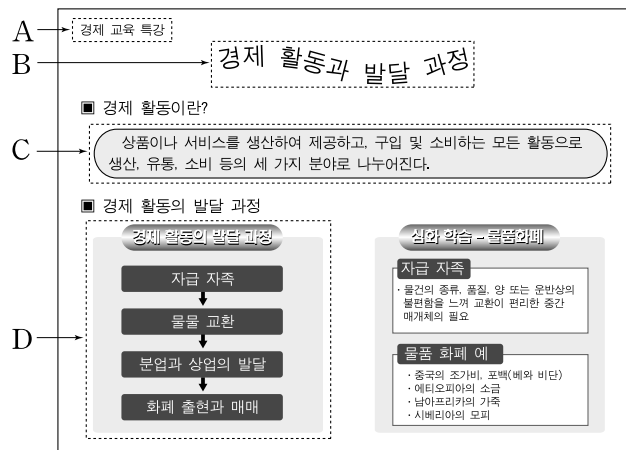 A
경제 교육 특강
B
경제 활동과 발달 과정
▣ 경제 활동이란?
C
상품이나 서비스를 생산하여 제공하고, 구입 및 소비하는 모든 활동으로
생산, 유통, 소비 등의 세 가지 분야로 나누어진다.
▣ 경제 활동의 발달 과정
D
경제 활동의 발달 과정
자급 자족
물물 교환
분업과 상업의 발달
화폐 출현과 매매
심화 학습 – 물품화폐
자급 자족
· 물건의 종류, 품질, 양 또는 운반상의
불편함을 느껴 교환이 편리한 중간
매개체의 필요
물품 화폐 예
· 중국의 조가비, 포백(베와 비단)
· 에티오피아의 소금
· 남아프리카의 가죽
· 시베리아의 모피